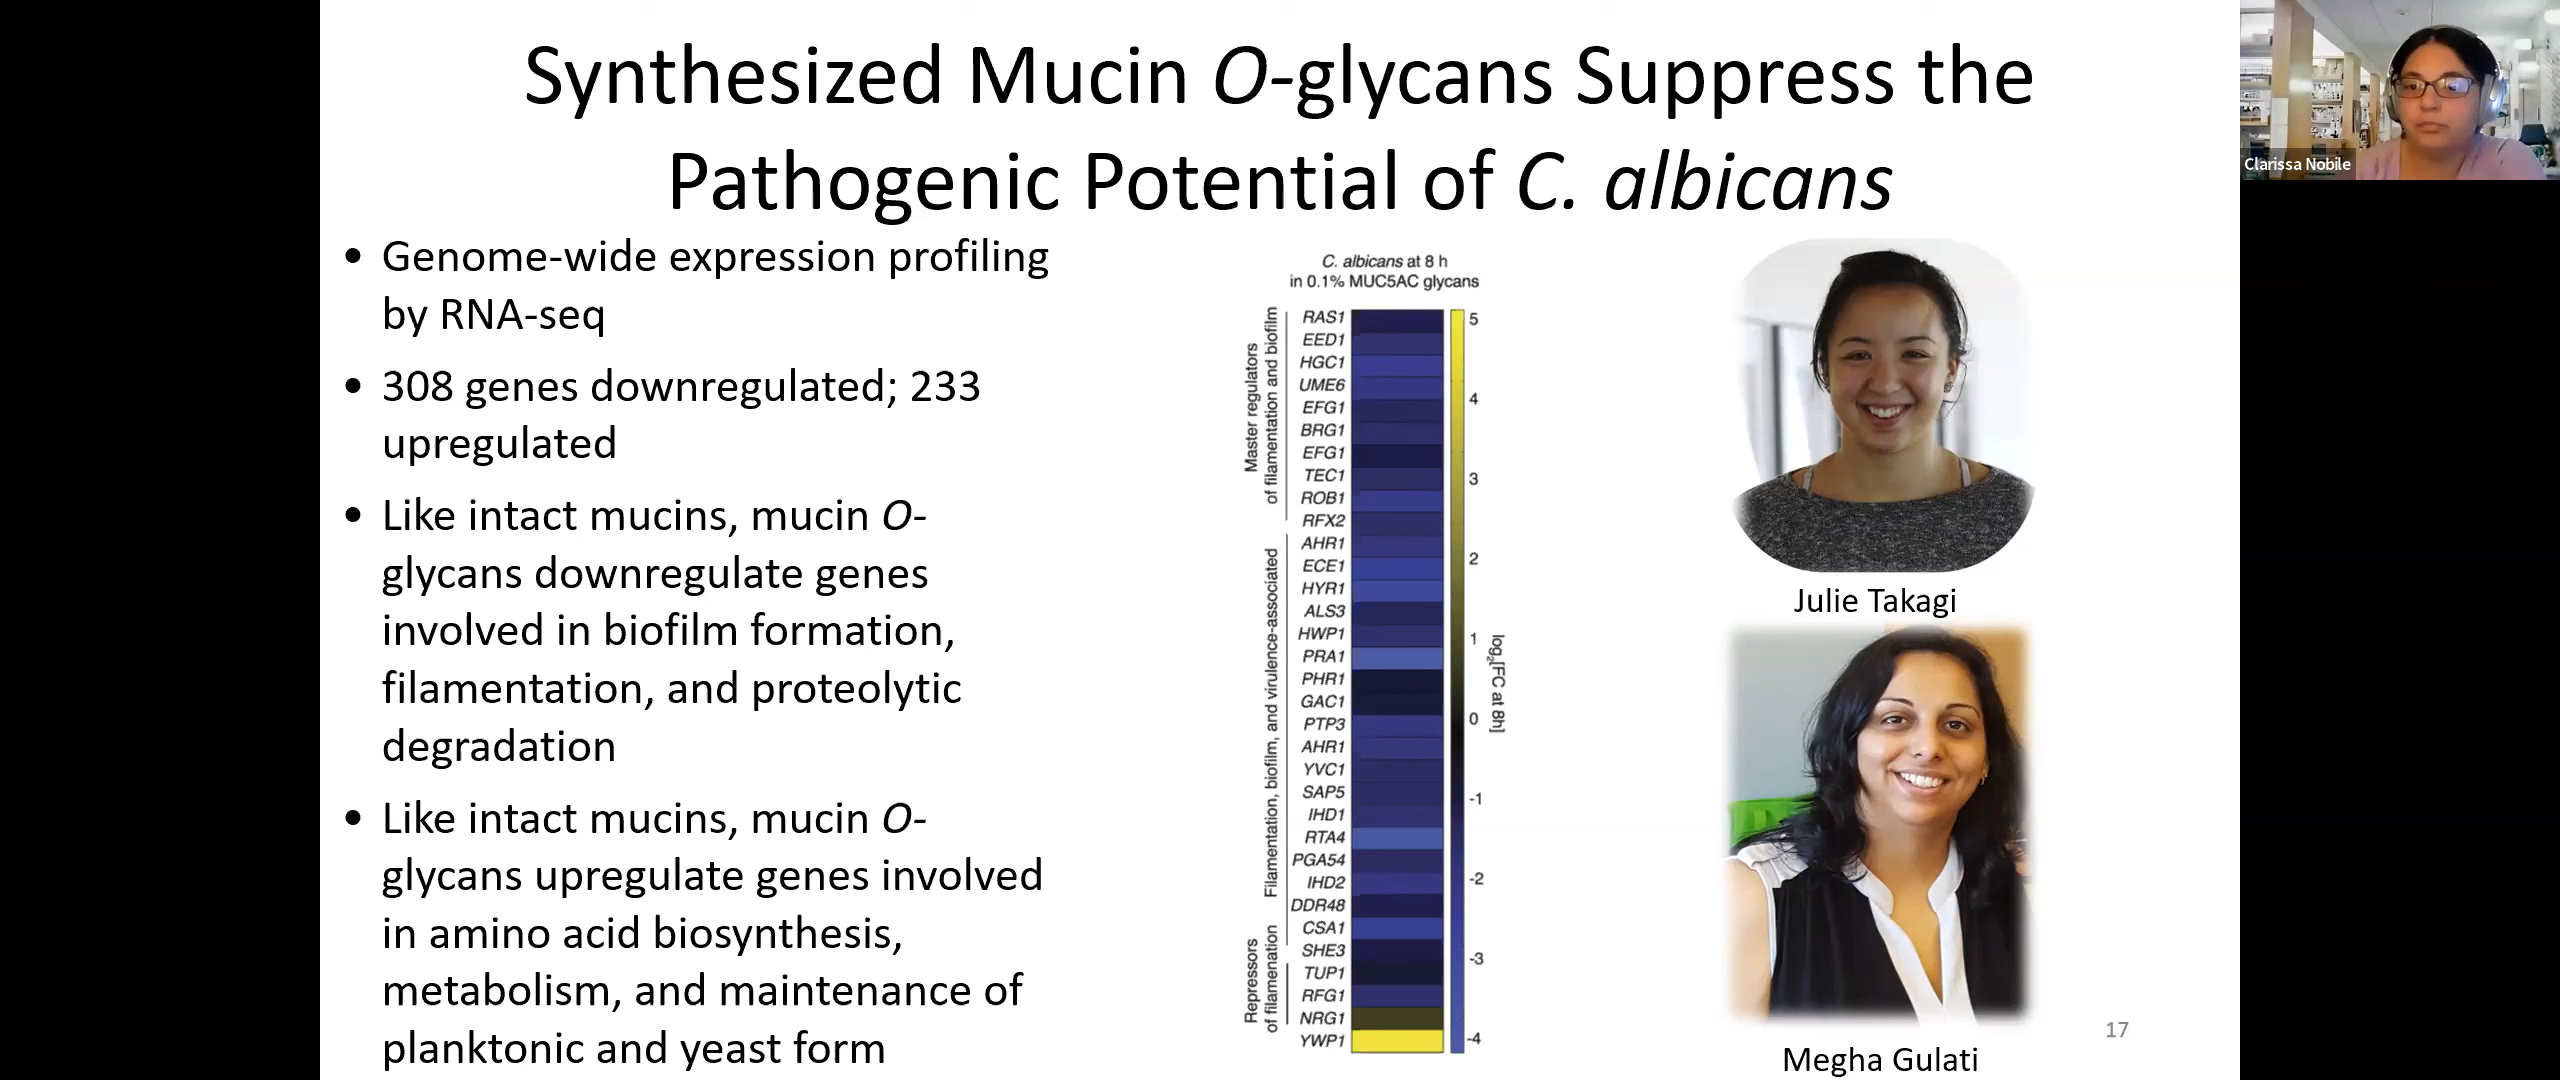 Synthesized Mucin O-glycans Suppress the
Pathogenic Potential of C. albicans
Clarissa Nobile
• Genome-wide expression profiling
by RNA-seq
• 308 genes downregulated; 233
upregulated
• Like intact mucins, mucin O-
glycans downregulate genes
involved in biofilm formation,
filamentation, and proteolytic
degradation
• Like intact mucins, mucin O-
glycans upregulate genes involved
in amino acid biosynthesis,
metabolism, and maintenance of
planktonic and yeast form
C. albicans at 8 h
in 0.1% MUC5AC glycans
Master regulators
of filamentation and biofilm
Filamentation, biofilm, and virulence-associated
Repressors
of filamenation
RAS1
EED1
HGC1
UME6
EFG1
BRG1
EFG1
TEC1
ROB1
RFX2
AHR1
ECE1
HYR1
ALS3
HWP1
PRA1
PHR1
GAC1
PTP3
AHR1
YVC1
SAP5
IHD1
RTA4
PGA54
IHD2
DDR48
CSA1
SHE3
TUP1
RFG1
NRG1
YWP1
5
4
3
2
1
0
-1
-2
-3
-4
log2[FC at 8h]
Julie Takagi
Megha Gulati
17